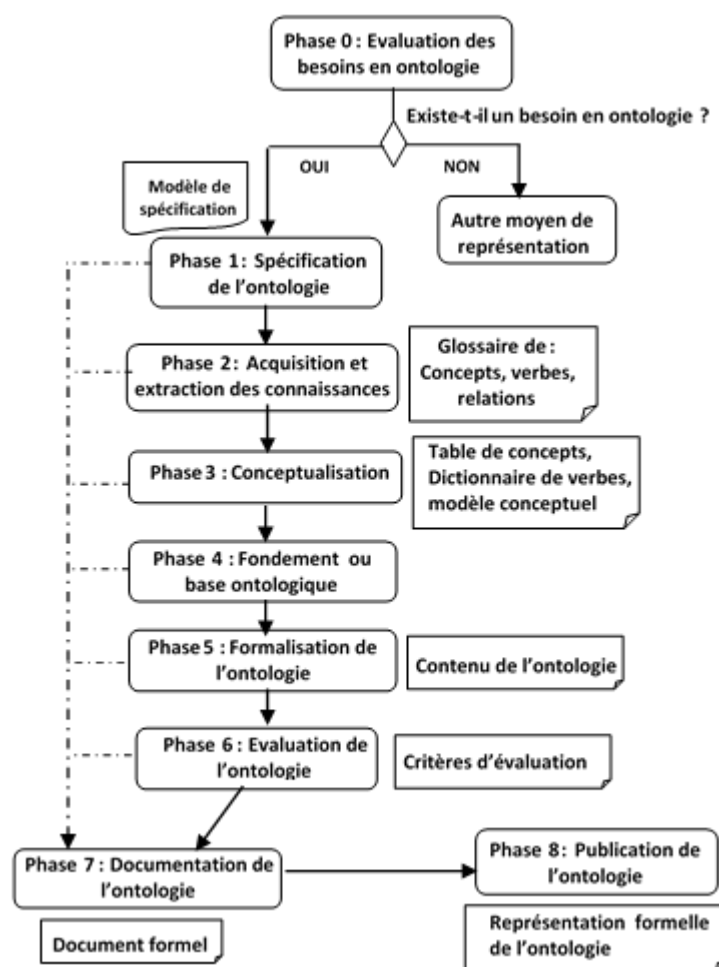 Phase 0 : Evaluation des
besoins en ontologie
Existe-t-il un besoin en ontologie ?
OUI
NON
Modèle de
spécification
Autre moyen de
représentation
Phase 1 : Spécification
de l'ontologie
Phase 2 : Acquisition et
extraction des connaissances
Glossaire de :
Concepts, verbes,
relations
Phase 3 : Conceptualisation
Table de concepts,
Dictionnaire de verbes,
modèle conceptuel
Phase 4 : Fondement ou
base ontologique
Phase 5 : Formalisation de
l'ontologie
Contenu de l'ontologie
Phase 6 : Evaluation de
l'ontologie
Critères d'évaluation
Phase 7 : Documentation de
l'ontologie
Phase 8 : Publication de
l'ontologie
Document formel
Représentation formelle
de l'ontologie